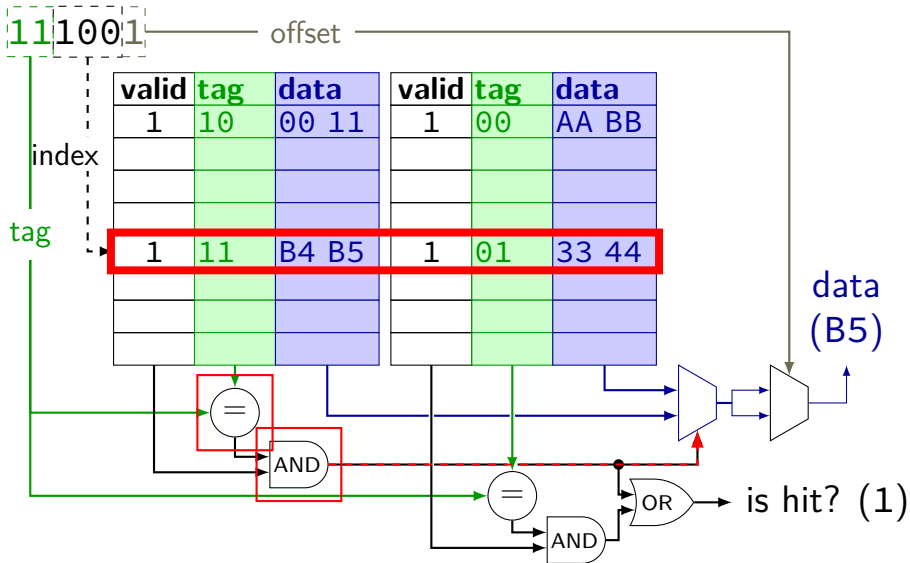 111001
offset
valid tag data valid tag data
1 10 00 11 1 00 AA BB
index
tag
1 11 B4 B5 1 01 33 44
data
(B5)
=
AND
=
OR
is hit? (1)
AND